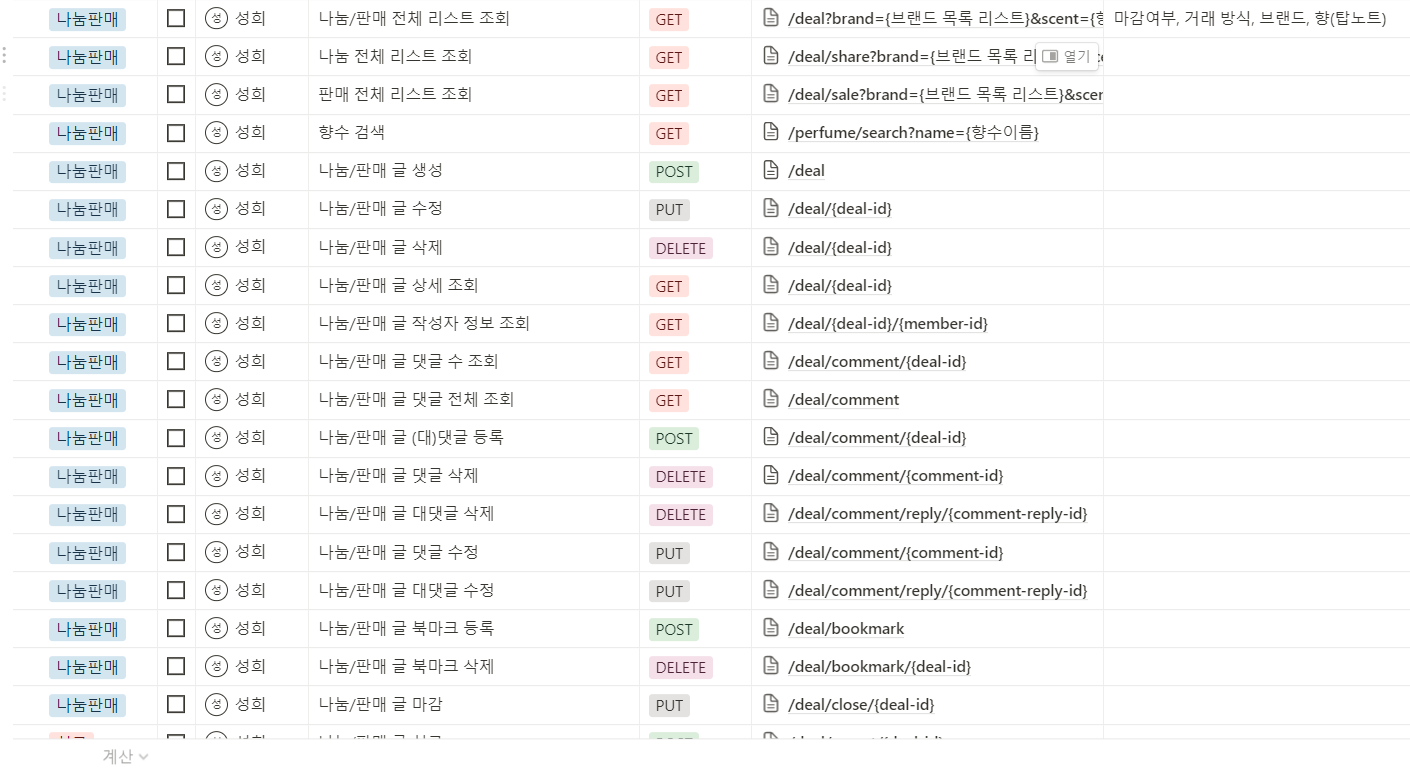 나눔판매 성 성희 나눔/판매 전체 리스트 조회 GET /deal?brand={브랜드 목록 리스트}&scent={향 마감여부, 거래 방식, 브랜드, 향(탑노트)
나눔판매 성 성희 나눔 전체 리스트 조회 GET /deal/share?brand={브랜드 목록 리 열기
나눔판매 성 성희 판매 전체 리스트 조회 GET /deal/sale?brand={브랜드 목록 리스트}&scen
나눔판매 성 성희 향수 검색 GET /perfume/search?name={향수이름}
나눔판매 성 성희 나눔/판매 글 생성 POST /deal
나눔판매 성 성희 나눔/판매 글 수정 PUT /deal/{deal-id}
나눔판매 성 성희 나눔/판매 글 삭제 DELETE /deal/{deal-id}
나눔판매 성 성희 나눔/판매 글 상세 조회 GET /deal/{deal-id}
나눔판매 성 성희 나눔/판매 글 작성자 정보 조회 GET /deal/{deal-id}/{member-id}
나눔판매 성 성희 나눔/판매 글 댓글 수 조회 GET /deal/comment/{deal-id}
나눔판매 성 성희 나눔/판매 글 댓글 전체 조회 GET /deal/comment
나눔판매 성 성희 나눔/판매 글 (대)댓글 등록 POST /deal/comment/{deal-id}
나눔판매 성 성희 나눔/판매 글 댓글 삭제 DELETE /deal/comment/{comment-id}
나눔판매 성 성희 나눔/판매 글 대댓글 삭제 DELETE /deal/comment/reply/{comment-reply-id}
나눔판매 성 성희 나눔/판매 글 댓글 수정 PUT /deal/comment/{comment-id}
나눔판매 성 성희 나눔/판매 글 대댓글 수정 PUT /deal/comment/reply/{comment-reply-id}
나눔판매 성 성희 나눔/판매 글 북마크 등록 POST /deal/bookmark
나눔판매 성 성희 나눔/판매 글 북마크 삭제 DELETE /deal/bookmark/{deal-id}
나눔판매 성 성희 나눔/판매 글 마감 PUT /deal/close/{deal-id}
계산